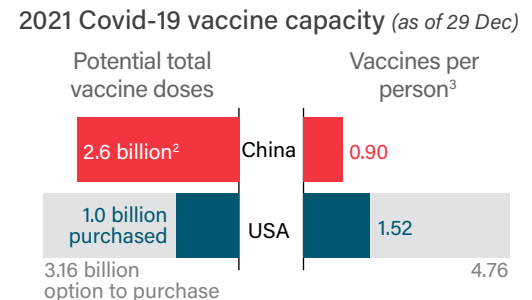 2021 Covid-19 vaccine capacity (as of 29 Dec)
Potential total
vaccine doses
Vaccines per
person³
2.6 billion²
China
0.90
1.0 billion
purchased
USA
1.52
3.16 billion
option to purchase
4.76